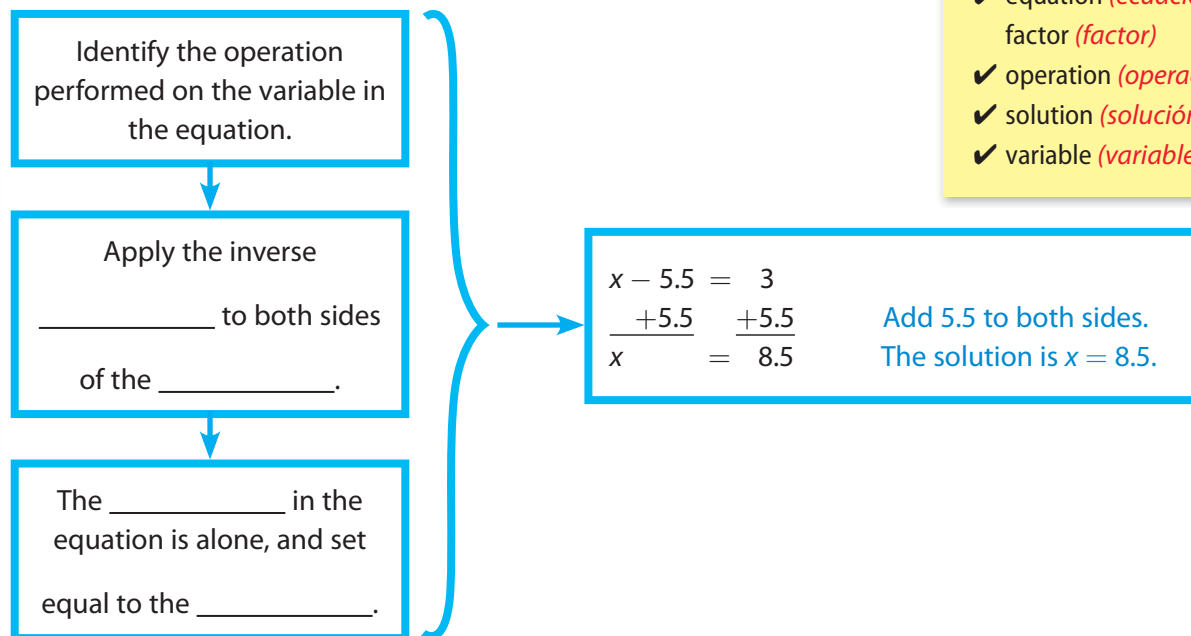 Identify the operation
performed on the variable in
the equation.
Apply the inverse
____________ to both sides
of the ____________.
The ____________ in the
equation is alone, and set
equal to the ____________.
✔ equation
factor (factor)
✔ operation
✔ solution (solución
✔ variable (variable
x − 5.5 = 3
+5.5 +5.5 Add 5.5 to both sides.
x = 8.5 The solution is x = 8.5.